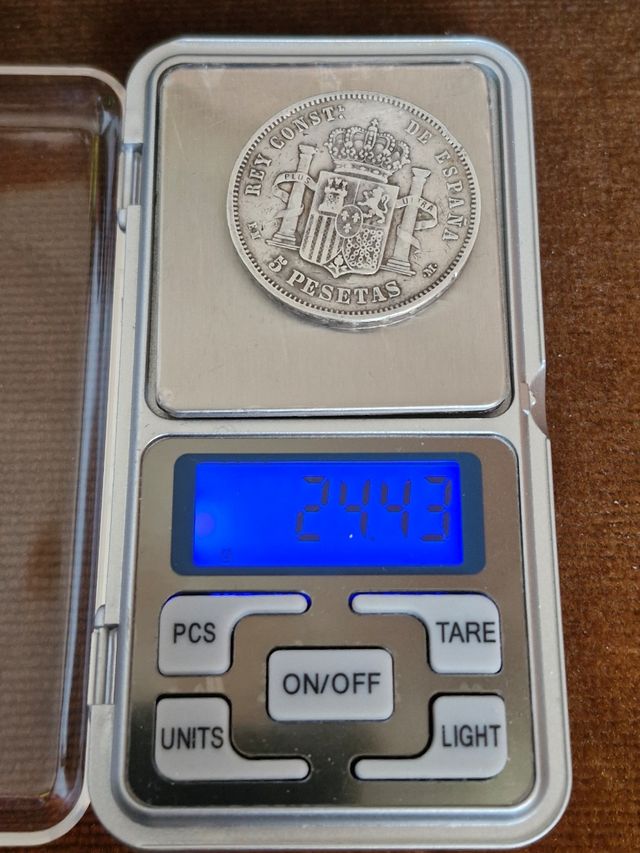 REY CONST.L DE ESPAÑA
PLUS ULTRA
5 PESETAS
24.43
PCS
TARE
ON/OFF
UNITS
LIGHT